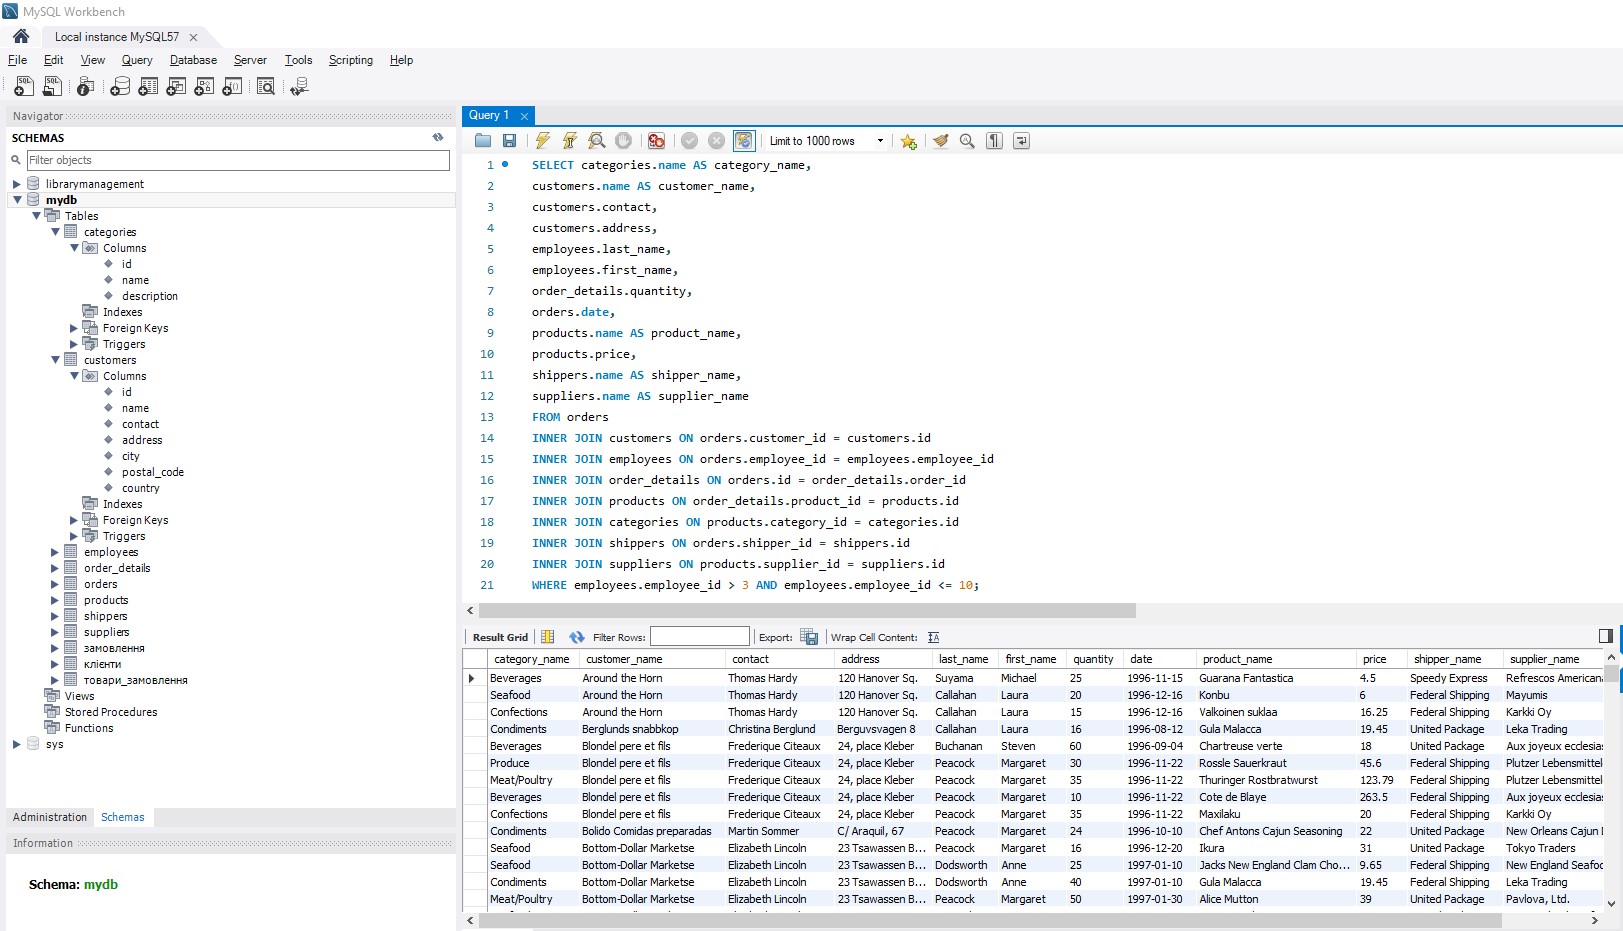 MySQL Workbench
Local instance MySQL57
File Edit View Query Database Server Tools Scripting Help
Navigator
SCHEMAS
Filter objects
librarymanagement
mydb
Tables
categories
Columns
id
name
description
Indexes
Foreign Keys
Triggers
customers
Columns
id
name
contact
address
city
postal_code
country
Indexes
Foreign Keys
Triggers
employees
order_details
orders
products
shippers
suppliers
замовлення
клієнти
товари_замовлення
Views
Stored Procedures
Functions
sys
Administration Schemas
Information
Schema: mydb
Query 1
Limit to 1000 rows
1 SELECT categories.name AS category_name,
2 customers.name AS customer_name,
3 customers.contact,
4 customers.address,
5 employees.last_name,
6 employees.first_name,
7 order_details.quantity,
8 orders.date,
9 products.name AS product_name,
10 products.price,
11 shippers.name AS shipper_name,
12 suppliers.name AS supplier_name
13 FROM orders
14 INNER JOIN customers ON orders.customer_id = customers.id
15 INNER JOIN employees ON orders.employee_id = employees.employee_id
16 INNER JOIN order_details ON orders.id = order_details.order_id
17 INNER JOIN products ON order_details.product_id = products.id
18 INNER JOIN categories ON products.category_id = categories.id
19 INNER JOIN shippers ON orders.shipper_id = shippers.id
20 INNER JOIN suppliers ON products.supplier_id = suppliers.id
21 WHERE employees.employee_id > 3 AND employees.employee_id <= 10;
Result Grid Filter Rows: Export: Wrap Cell Content:
category_name customer_name contact address last_name first_name quantity date product_name price shipper_name supplier_name
Beverages Around the Horn Thomas Hardy 120 Hanover Sq. Suyama Michael 25 1996-11-15 Guarana Fantastica 4.5 Speedy Express Refrescos Americana
Seafood Around the Horn Thomas Hardy 120 Hanover Sq. Callahan Laura 20 1996-12-16 Konbu 6 Federal Shipping Mayumis
Confections Around the Horn Thomas Hardy 120 Hanover Sq. Callahan Laura 15 1996-12-16 Valkoinen suklaa 16.25 Federal Shipping Karkki Oy
Condiments Berglunds snabbkop Christina Berglund Berguvsvagen 8 Callahan Laura 16 1996-08-12 Gula Malacca 19.45 United Package Leka Trading
Beverages Blondel pere et fils Frederique Citeaux 24, place Kleber Buchanan Steven 60 1996-09-04 Chartreuse verte 18 United Package Aux joyeux ecclesias
Produce Blondel pere et fils Frederique Citeaux 24, place Kleber Peacock Margaret 30 1996-11-22 Rossle Sauerkraut 45.6 Federal Shipping Plutzer Lebensmittel
Meat/Poultry Blondel pere et fils Frederique Citeaux 24, place Kleber Peacock Margaret 35 1996-11-22 Thuringer Rostbratwurst 123.79 Federal Shipping Plutzer Lebensmittel
Beverages Blondel pere et fils Frederique Citeaux 24, place Kleber Peacock Margaret 10 1996-11-22 Cote de Blaye 263.5 Federal Shipping Aux joyeux ecclesias
Confections Blondel pere et fils Frederique Citeaux 24, place Kleber Peacock Margaret 35 1996-11-22 Maxilaku 20 Federal Shipping Karkki Oy
Condiments Bolido Comidas preparadas Martin Sommer C/ Araquil, 67 Peacock Margaret 24 1996-10-10 Chef Antons Cajun Seasoning 22 United Package New Orleans Cajun
Seafood Bottom-Dollar Marketse Elizabeth Lincoln 23 Tsawassen B... Peacock Margaret 16 1996-12-20 Ikura 31 United Package Tokyo Traders
Seafood Bottom-Dollar Marketse Elizabeth Lincoln 23 Tsawassen B... Dodsworth Anne 25 1997-01-10 Jacks New England Clam Cho... 9.65 Federal Shipping New England Seafoo
Condiments Bottom-Dollar Marketse Elizabeth Lincoln 23 Tsawassen B... Dodsworth Anne 40 1997-01-10 Gula Malacca 19.45 Federal Shipping Leka Trading
Meat/Poultry Bottom-Dollar Marketse Elizabeth Lincoln 23 Tsawassen B... Peacock Margaret 50 1997-01-30 Alice Mutton 39 United Package Pavlova, Ltd.